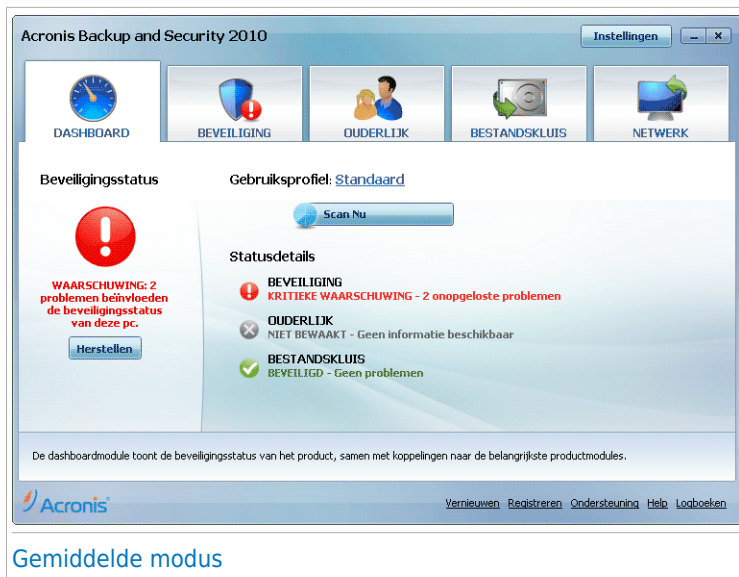 Acronis Backup and Security 2010
Instellingen
DASHBOARD
BEVEILIGING
OUDERLIJK
BESTANDSKLUIS
NETWERK
Beveiligingsstatus
WAARSCHUWING: 2
problemen beïnvloeden
de beveiligingsstatus
van deze pc.
Herstellen
Gebruiksprofiel: Standaard
Scan Nu
Statusdetails
BEVEILIGING
KRITIEKE WAARSCHUWING - 2 onopgeloste problemen
OUDERLIJK
NIET BEWAAKT - Geen informatie beschikbaar
BESTANDSKLUIS
BEVEILIGD - Geen problemen
De dashboardmodule toont de beveiligingsstatus van het product, samen met koppelingen naar de belangrijkste productmodules.
Acronis
Vernieuwen Registreren Ondersteuning Help Logboeken
Gemiddelde modus